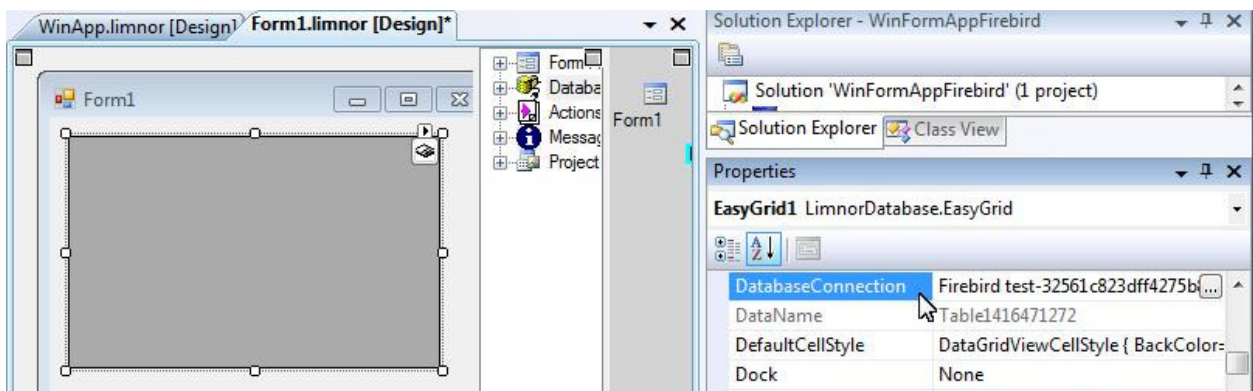 WinApp.limnor [Design]
Form1.limnor [Design]*
Form1
Form
Databa
Actions
Messag
Project
Form1
Solution Explorer - WinFormAppFirebird
Solution 'WinFormAppFirebird' (1 project)
Solution Explorer
Class View
Properties
EasyGrid1 LimnorDatabase.EasyGrid
DatabaseConnection Firebird test-32561c823dff4275b ...
DataName Table1416471272
DefaultCellStyle DataGridViewCellStyle { BackColor=
Dock None